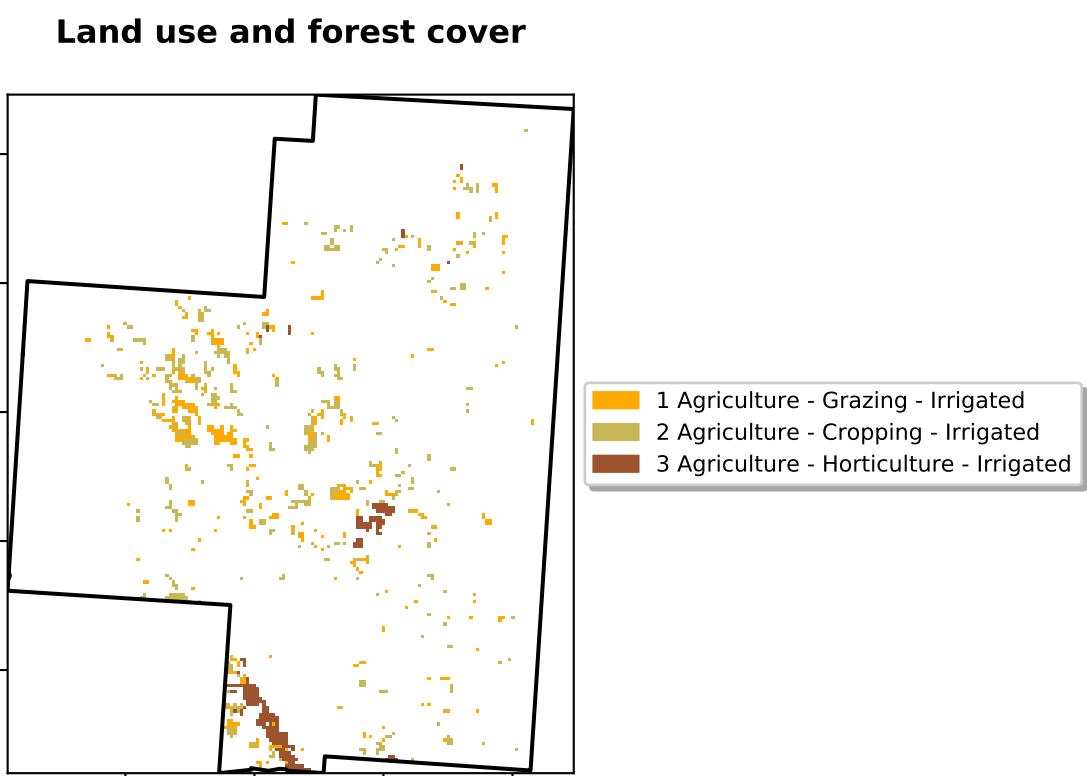 Land use and forest cover
1 Agriculture - Grazing - Irrigated
2 Agriculture - Cropping - Irrigated
3 Agriculture - Horticulture - Irrigated